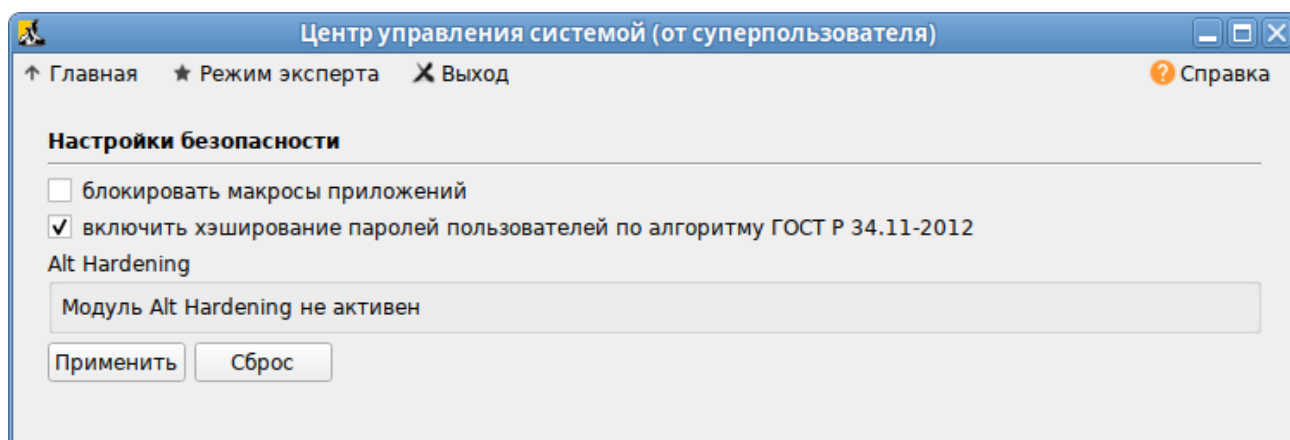 Центр управления системой (от суперпользователя)
Главная Режим эксперта Выход Справка
Настройки безопасности
блокировать макросы приложений
включить хэширование паролей пользователей по алгоритму ГОСТ Р 34.11-2012
Alt Hardening
Модуль Alt Hardening не активен
Применить Сброс